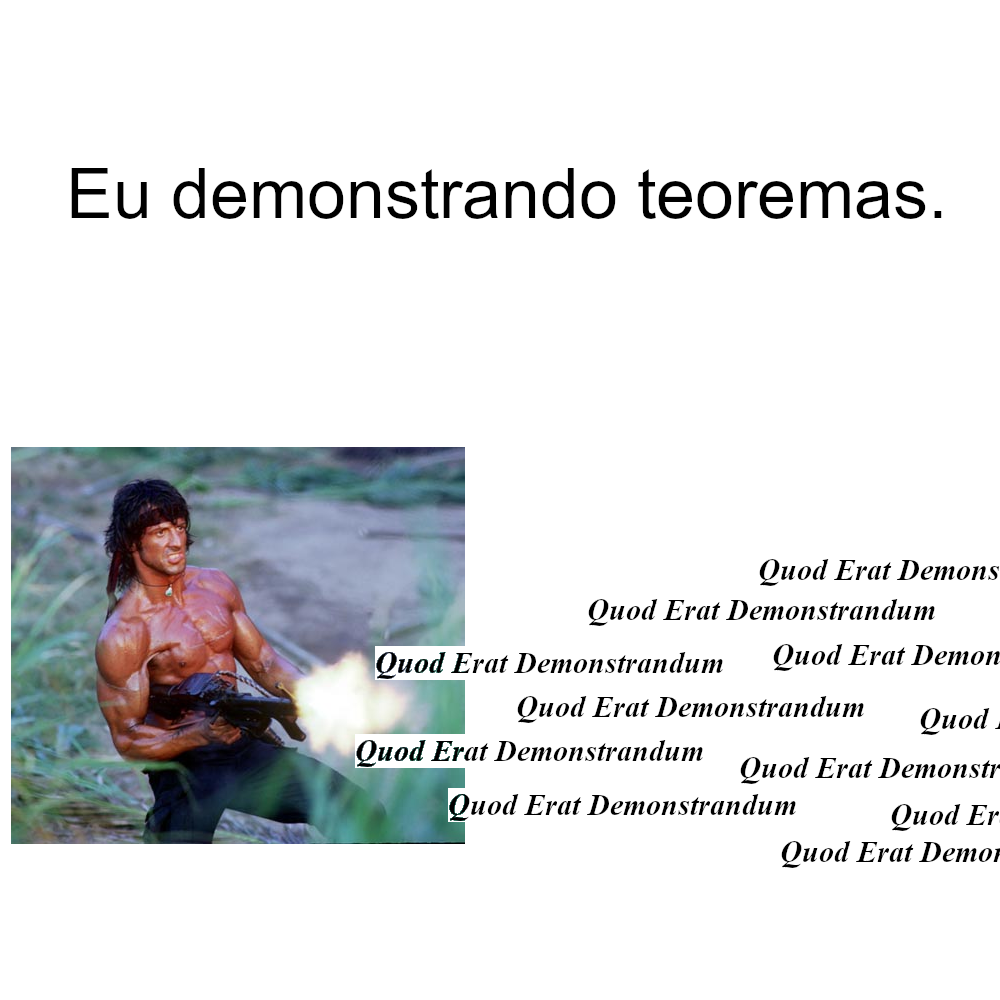 Eu demonstrando teoremas.
Quod Erat Demons
Quod Erat Demonstrandum
Quod Erat Demon
Quod Erat Demonstrandum
Quod Erat Demonstrandum
Quod
Quod Erat Demonstrandum
Quod Erat Demonstr
Quod Erat Demonstrandum
Quod Er
Quod Erat Demon